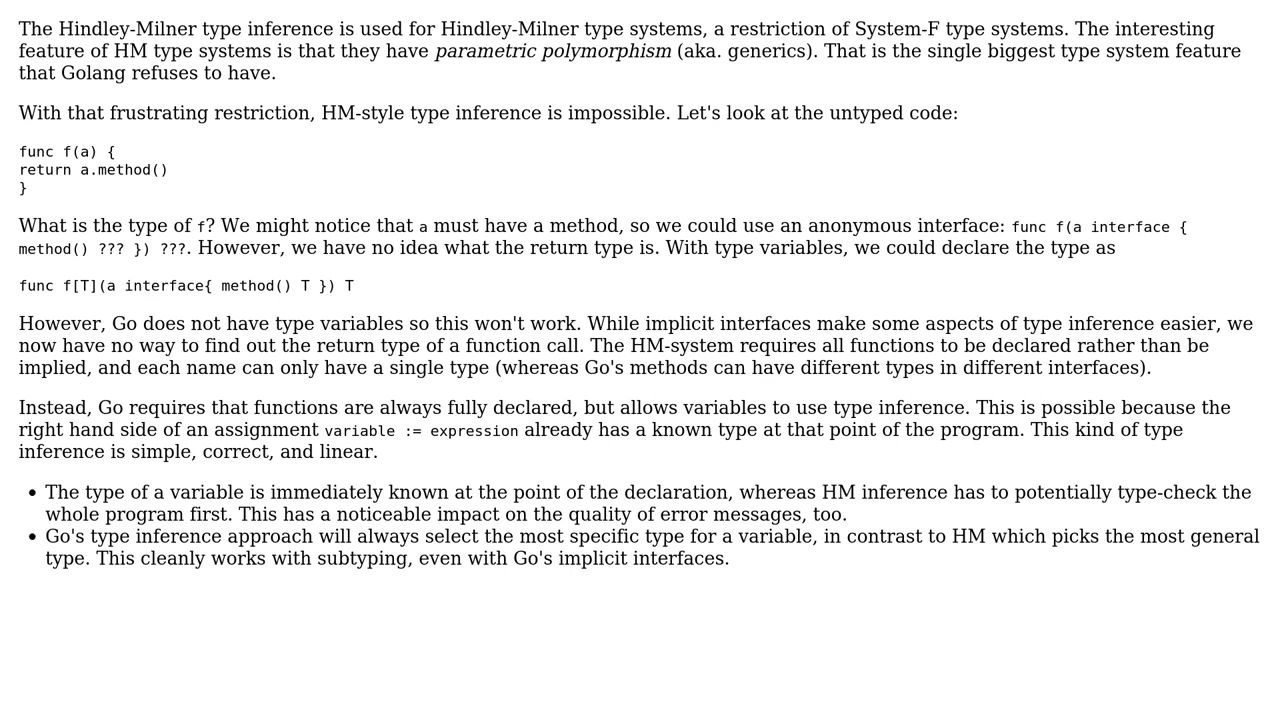 The Hindley-Milner type inference is used for Hindley-Milner type systems, a restriction of System-F type systems. The interesting
feature of HM type systems is that they have parametric polymorphism (aka. generics). That is the single biggest type system feature
that Golang refuses to have.
With that frustrating restriction, HM-style type inference is impossible. Let's look at the untyped code:
func f(a) {
return a.method()
}
What is the type of f? We might notice that a must have a method, so we could use an anonymous interface: func f(a interface {
method() ??? }) ???. However, we have no idea what the return type is. With type variables, we could declare the type as
func f[T](a interface{ method() T }) T
However, Go does not have type variables so this won't work. While implicit interfaces make some aspects of type inference easier, we
now have no way to find out the return type of a function call. The HM-system requires all functions to be declared rather than be
implied, and each name can only have a single type (whereas Go's methods can have different types in different interfaces).
Instead, Go requires that functions are always fully declared, but allows variables to use type inference. This is possible because the
right hand side of an assignment variable := expression already has a known type at that point of the program. This kind of type
inference is simple, correct, and linear.
• The type of a variable is immediately known at the point of the declaration, whereas HM inference has to potentially type-check the
whole program first. This has a noticeable impact on the quality of error messages, too.
• Go's type inference approach will always select the most specific type for a variable, in contrast to HM which picks the most general
type. This cleanly works with subtyping, even with Go's implicit interfaces.